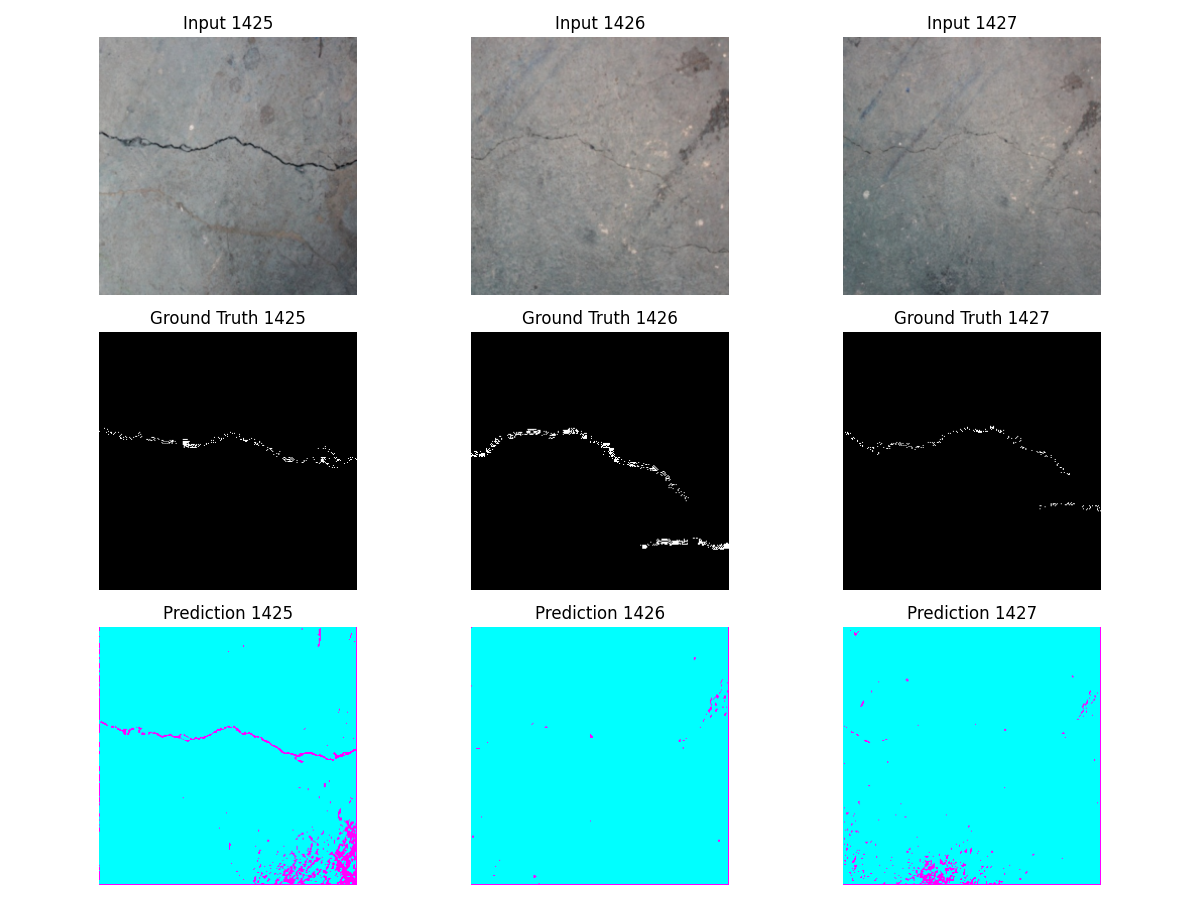 Input 1425
Input 1426
Input 1427
Ground Truth 1425
Ground Truth 1426
Ground Truth 1427
Prediction 1425
Prediction 1426
Prediction 1427